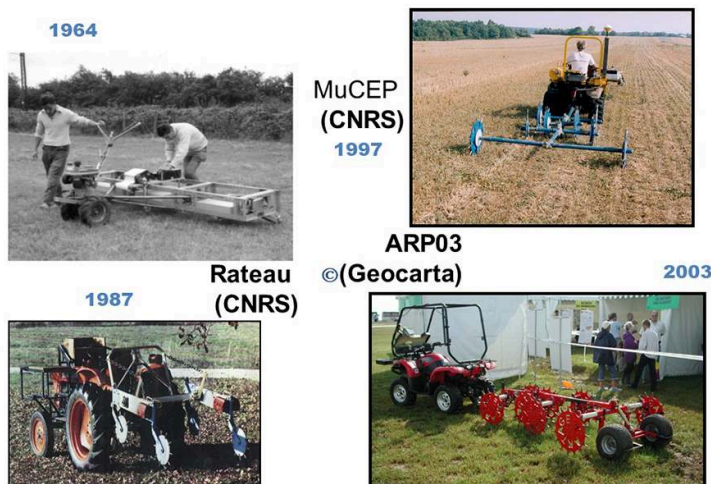 1964
MuCEP
(CNRS)
1997
ARP03
Rateau
(CNRS)
©(Geocarta)
1987
2003